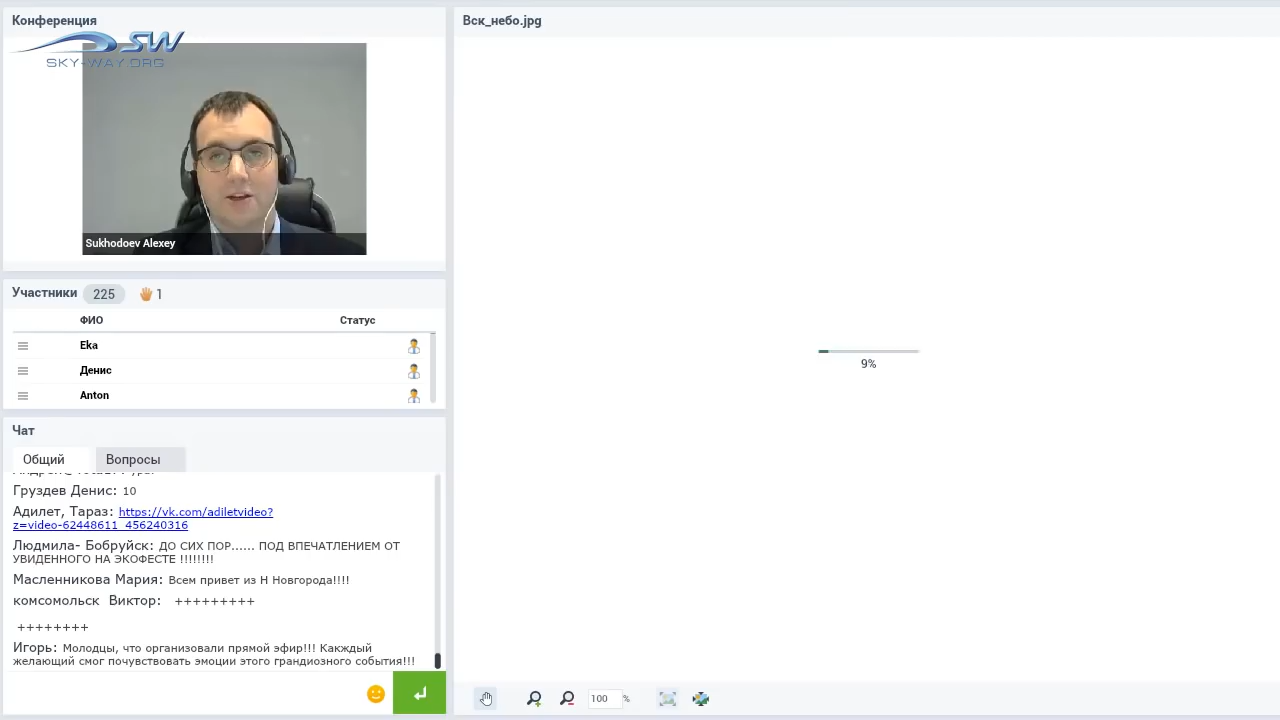 Конференция
SW
SKY-WAY.ORG
Sukhodoev Alexey
Участники 225 1
ФИО Статус
Eka
Денис
Anton
Чат
Общий Вопросы
Груздев Денис: 10
Адилет, Тараз: https://vk.com/adiletvideo?
z=video-62448611_456240316
Людмила- Бобруйск: ДО СИХ ПОР...... ПОД ВПЕЧАТЛЕНИЕМ ОТ
УВИДЕННОГО НА ЭКОФЕСТЕ !!!!!!!!
Масленникова Мария: Всем привет из Н Новгорода!!!!
комсомольск Виктор: +++++++++
++++++++
Игорь: Молодцы, что организовали прямой эфир!!! Какждый
желающий смог почувствовать эмоции этого грандиозного события!!!
Вск_небо.jpg
9%
100 %